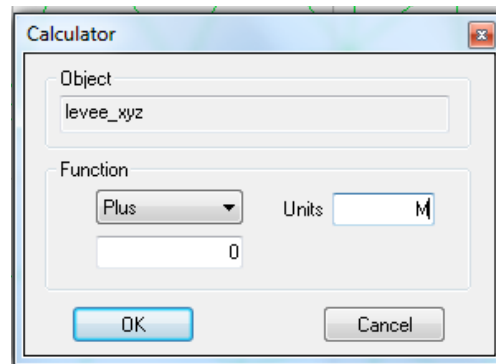 Calculator
Object
levee_xyz
Function
Plus
Units
M
0
OK
Cancel